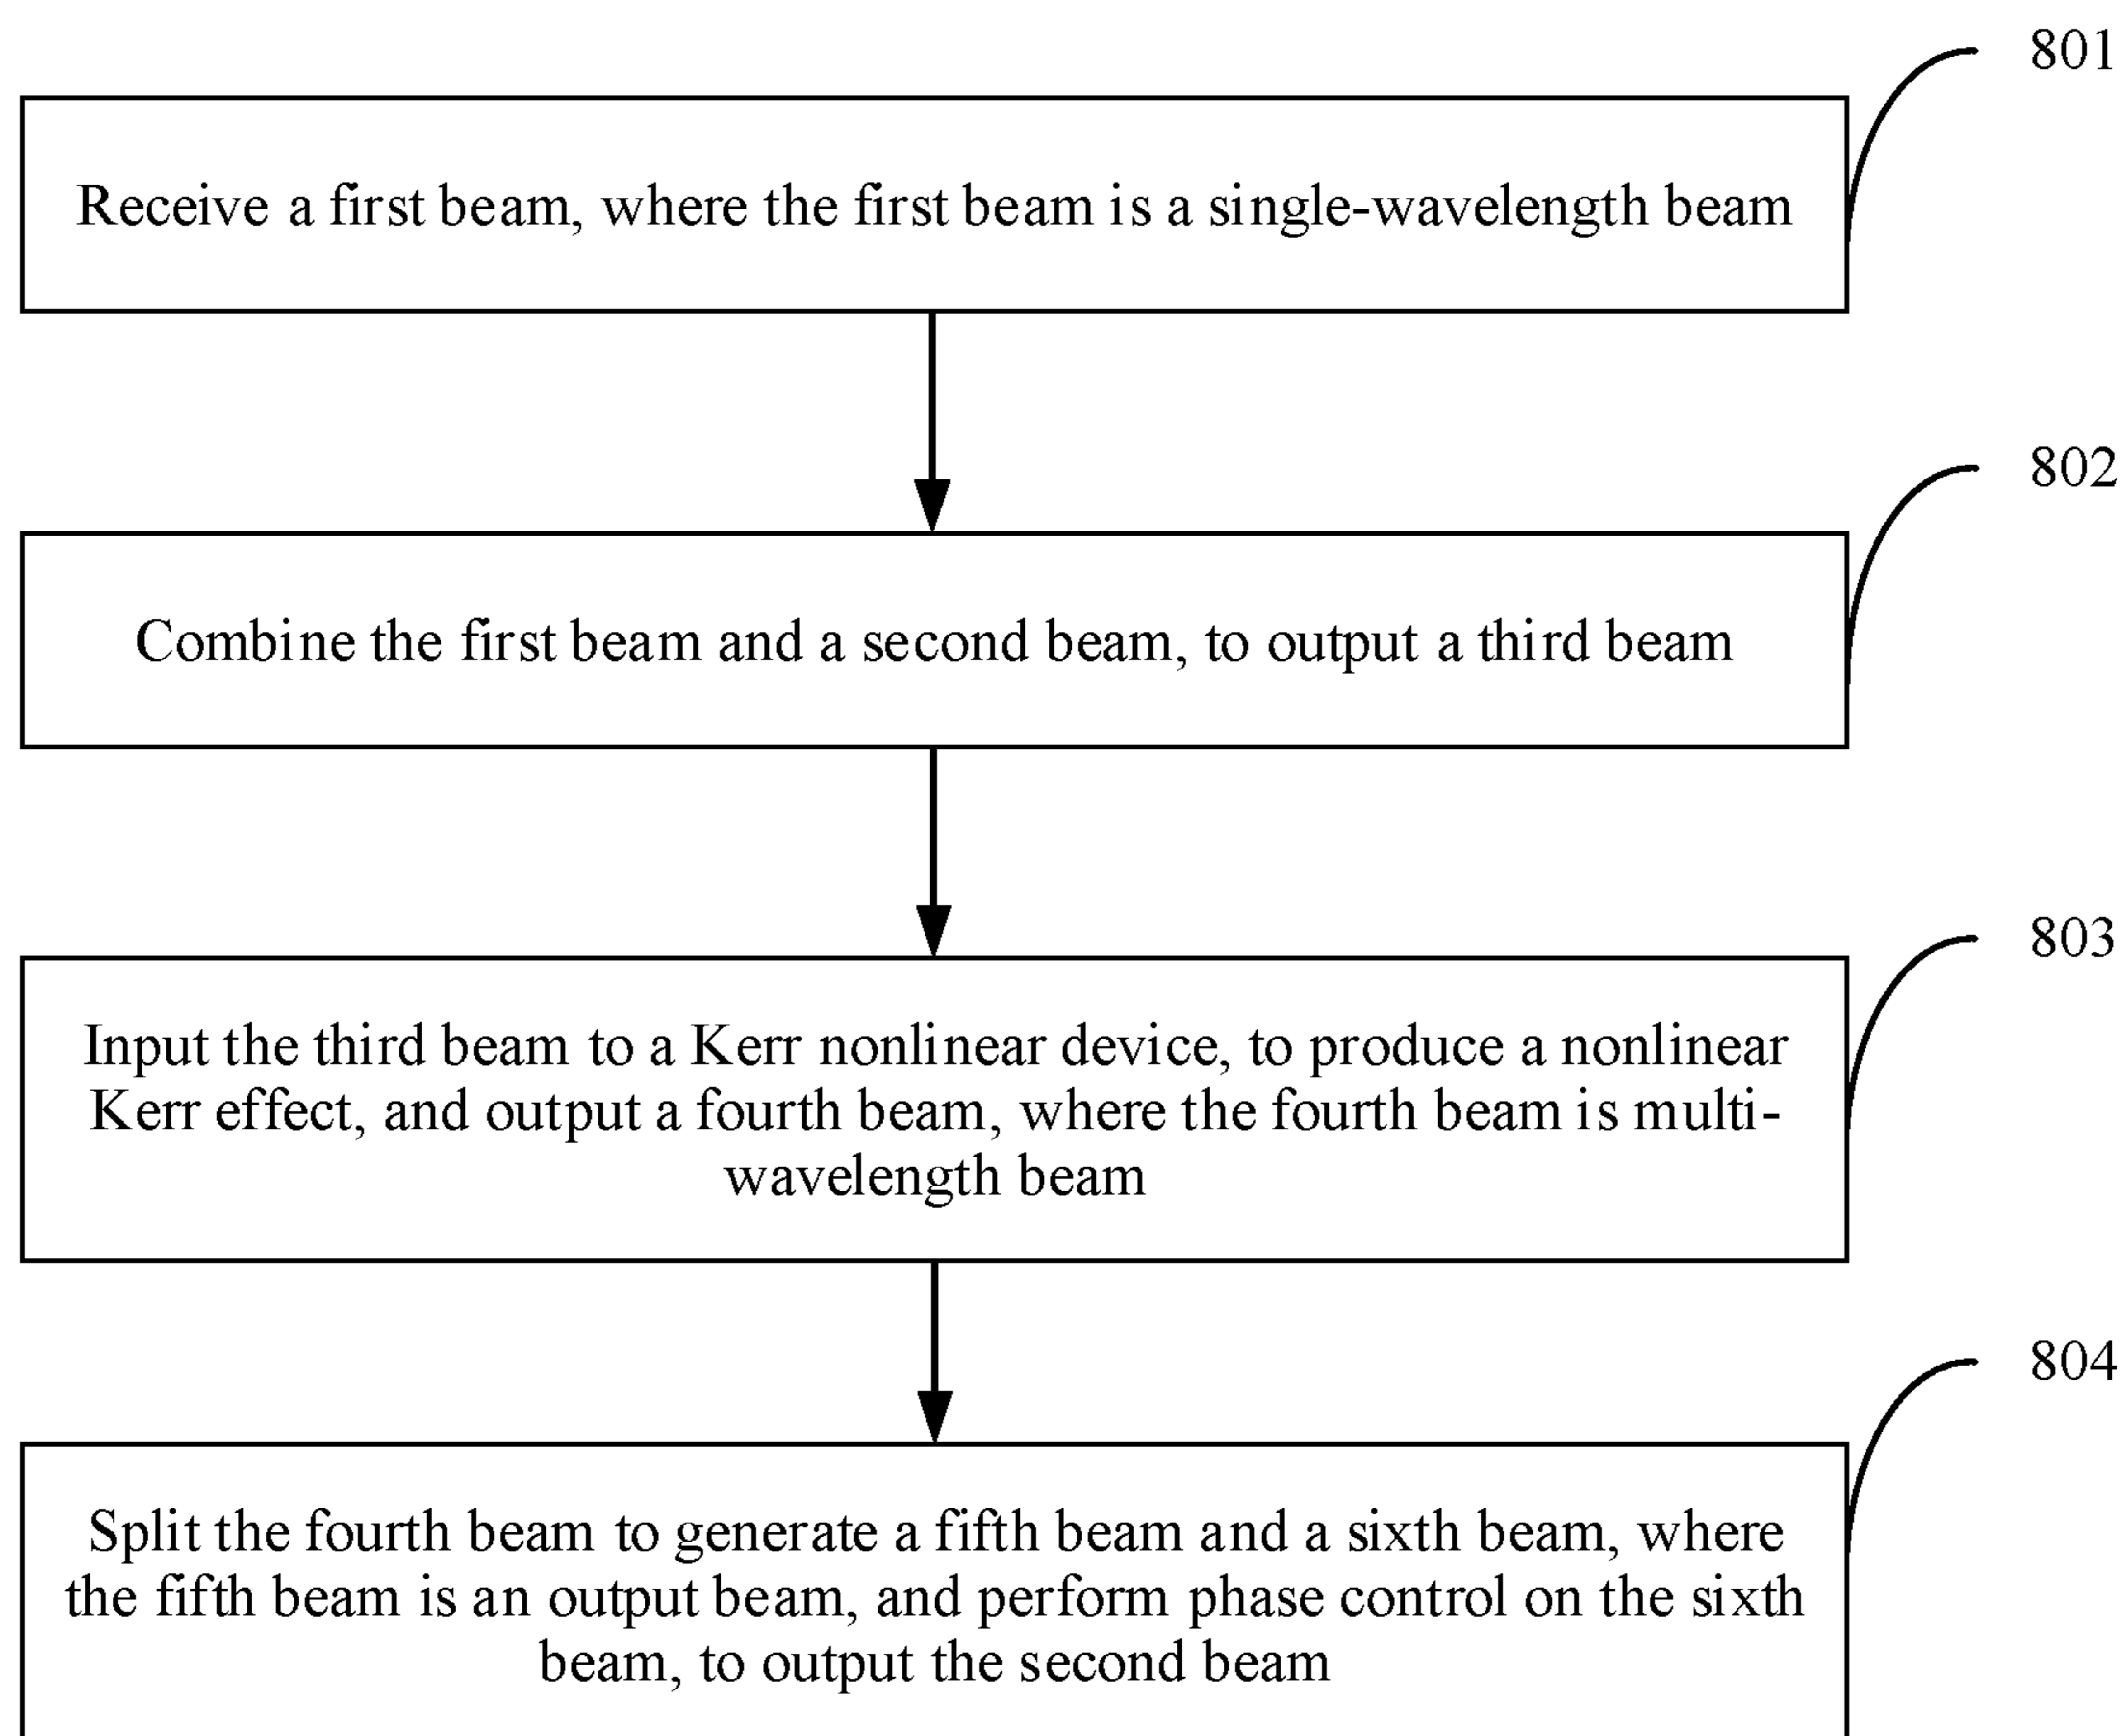 801
Receive a first beam, where the first beam is a single-wavelength beam
802
Combine the first beam and a second beam, to output a third beam
803
Input the third beam to a Kerr nonlinear device, to produce a nonlinear
Kerr effect, and output a fourth beam, where the fourth beam is multi-
wavelength beam
804
Split the fourth beam to generate a fifth beam and a sixth beam, where
the fifth beam is an output beam, and perform phase control on the sixth
beam, to output the second beam